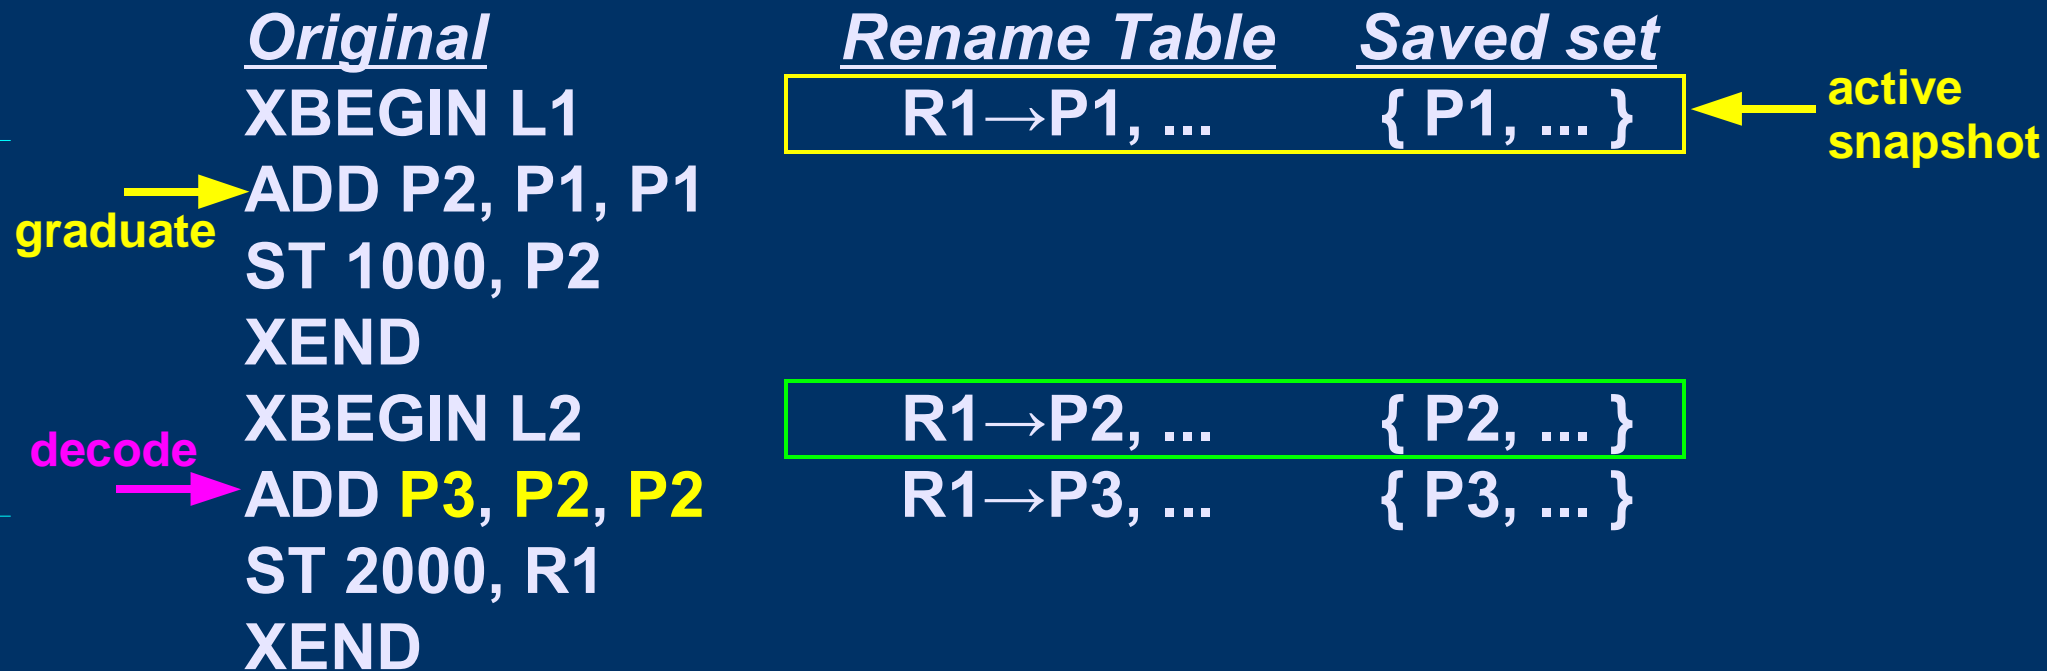 Original Rename Table Saved set
XBEGIN L1 R1→P1, ... { P1, ... } active
snapshot
ADD P2, P1, P1
graduate
ST 1000, P2
XEND
XBEGIN L2 R1→P2, ... { P2, ... }
decode
ADD P3, P2, P2 R1→P3, ... { P3, ... }
ST 2000, R1
XEND